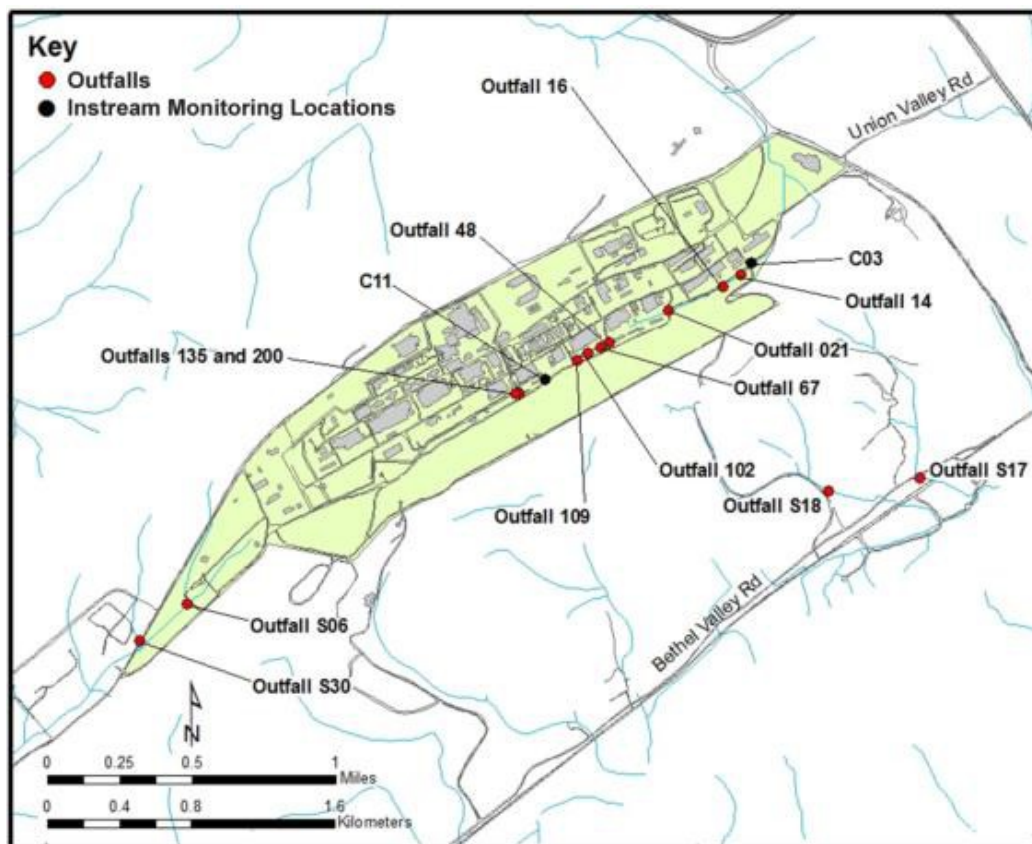 Key
Outfalls
Instream Monitoring Locations
Outfall 16
Union Valley Rd
Outfall 48
C11
C03
Outfall 14
Outfalls 135 and 200
Outfall 021
Outfall 67
Outfall 102
Outfall S17
Outfall 109
Outfall S18
Bethel Valley Rd
Outfall S06
Outfall S30
N
0 0.25 0.5 1
Miles
0 0.4 0.8 1.6
Kilometers